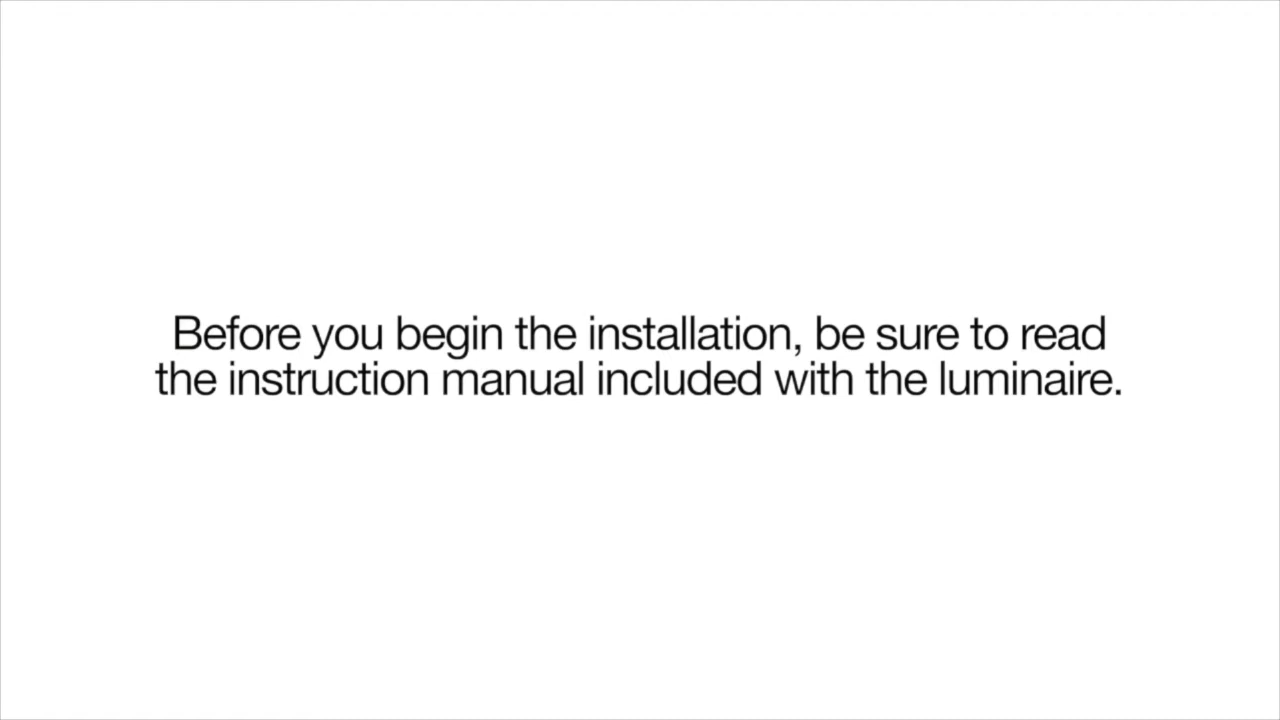 Before you begin the installation, be sure to read
the instruction manual included with the luminaire.